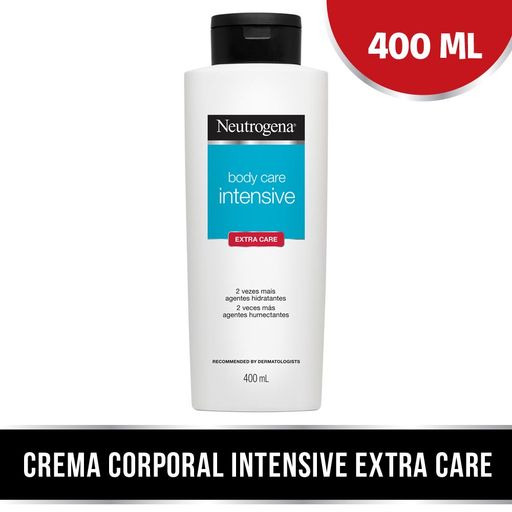 400 ML
Neutrogena®
body care
intensive
EXTRA CARE
2 vezes mais
agentes hidratantes
2 veces más
agentes humectantes
RECOMMENDED BY DERMATOLOGISTS
400 mL
CREMA CORPORAL INTENSIVE EXTRA CARE